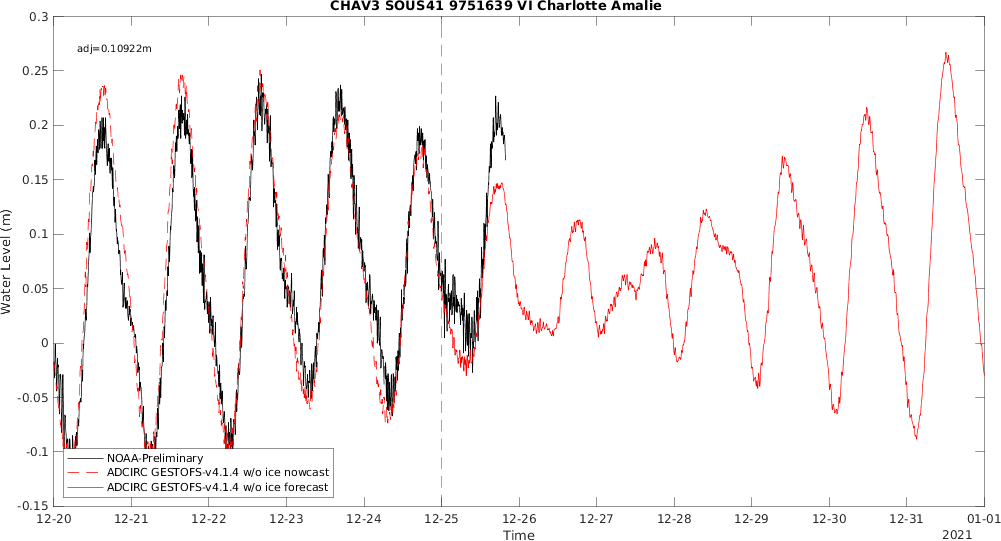 CHAV3 SOUS41 9751639 VI Charlotte Amalie
adj=0.10922m
0.3
0.25
0.2
0.15
0.1
0.05
0
-0.05
-0.1
-0.15
Water Level (m)
NOAA-Preliminary
ADCIRC GESTOFS-v4.1.4 w/o ice nowcast
ADCIRC GESTOFS-v4.1.4 w/o ice forecast
12-20 12-21 12-22 12-23 12-24 12-25 12-26 12-27 12-28 12-29 12-30 12-31 01-01
Time
2021